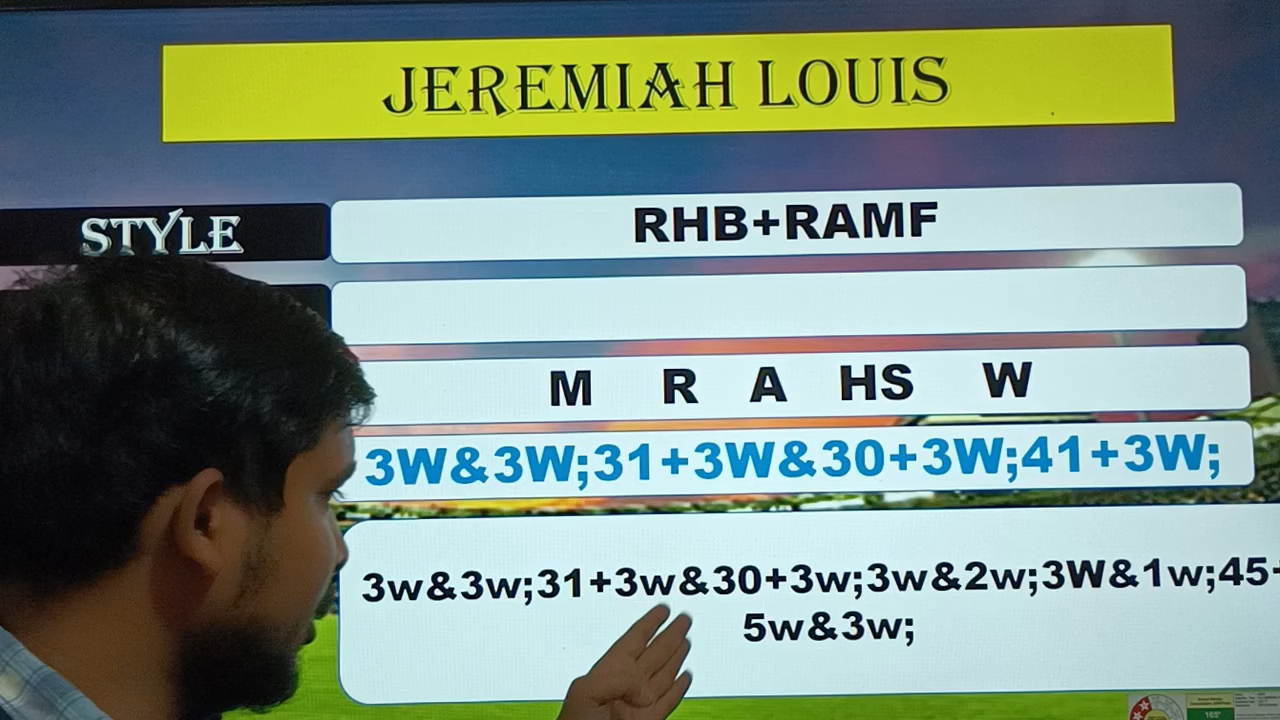 JEREMIAH LOUIS
STYLE
RHB+RAMF
M R A HS W
3W&3W;31+3W&30+3W;41+3W;
3w&3w;31+3w&30+3w;3w&2w;3W&1w;45+
5w&3w;